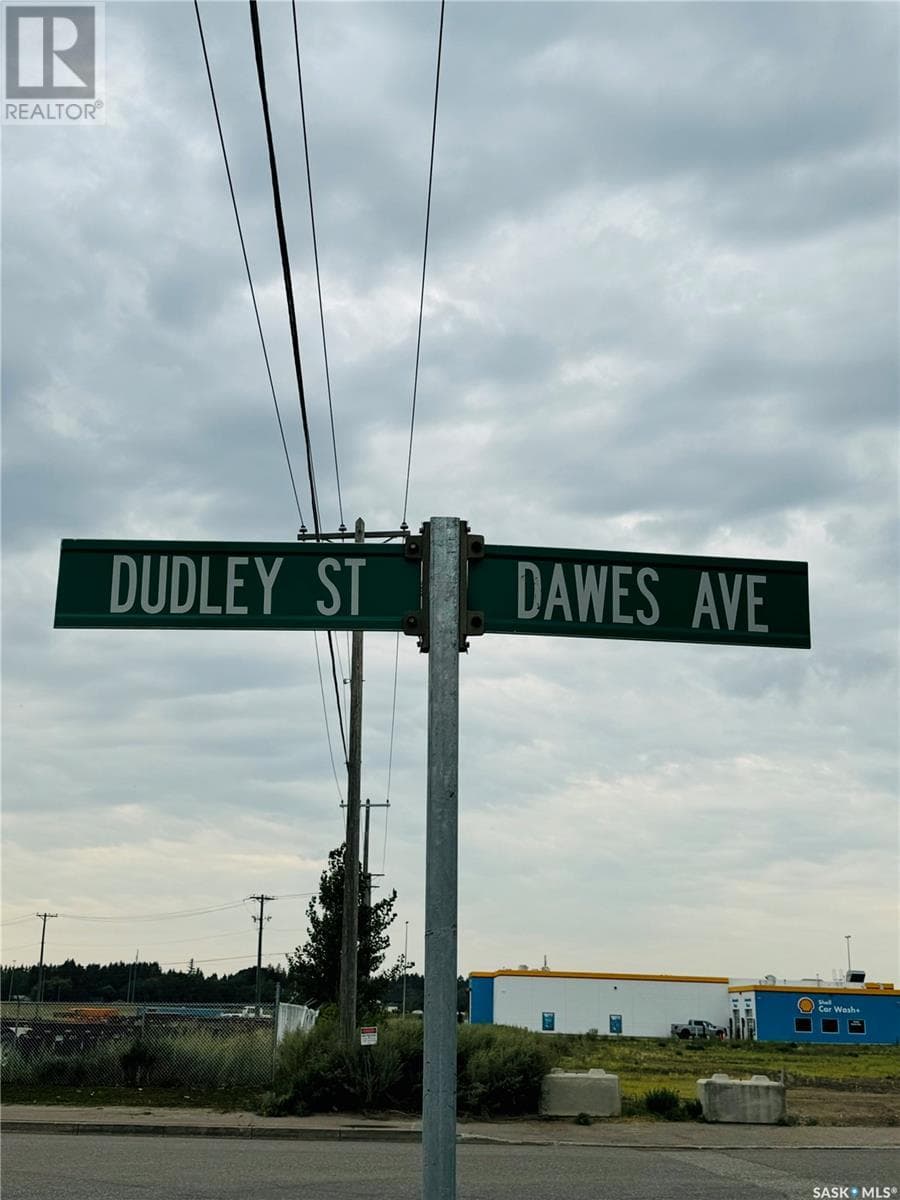 R
REALTOR®
DUDLEY ST
DAWES AVE
Shell
Car Wash+
SASK MLS®